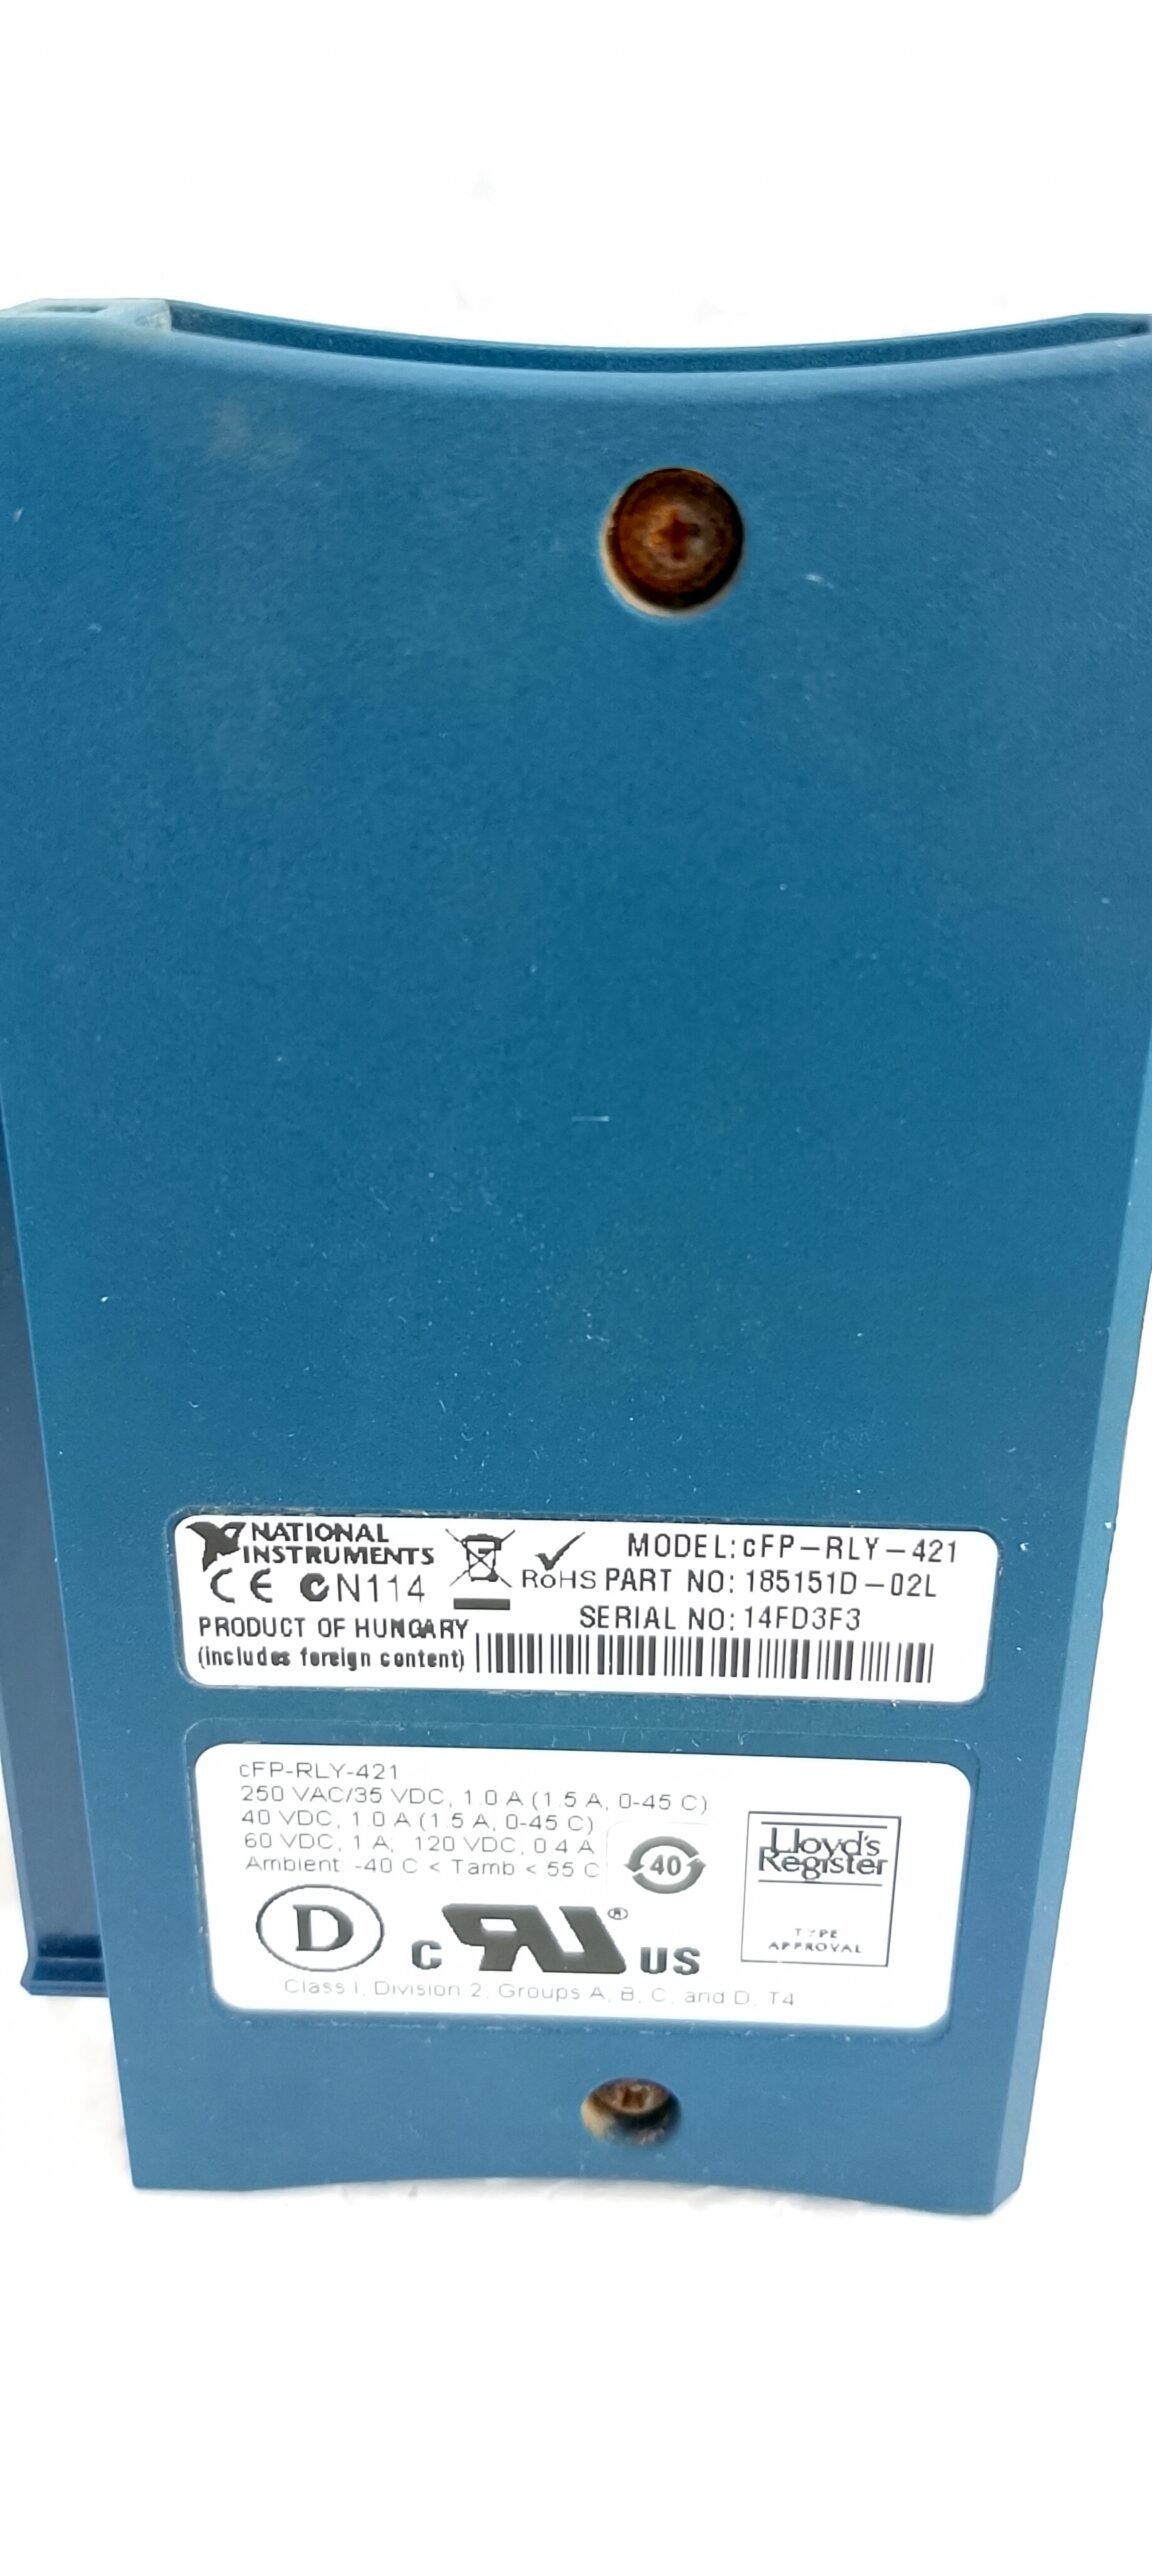 NATIONAL
INSTRUMENTS
CE N114
RoHS
MODEL: cFP-RLY-421
PART NO: 185151D-02L
SERIAL NO: 14FD3F3
PRODUCT OF HUNGARY
(includes foreign content)
cFP-RLY-421
250 VAC/35 VDC, 1.0 A (1.5 A, 0-45 C)
40 VDC, 1.0 A (1.5 A, 0-45 C)
60 VDC, 1 A, 120 VDC, 0.4 A
Ambient: -40 C < Tamb < 55 C
40
Lloyd's
Register
TYPE
APPROVAL
D
C UR ® US
Class I, Division 2, Groups A, B, C, and D, T4